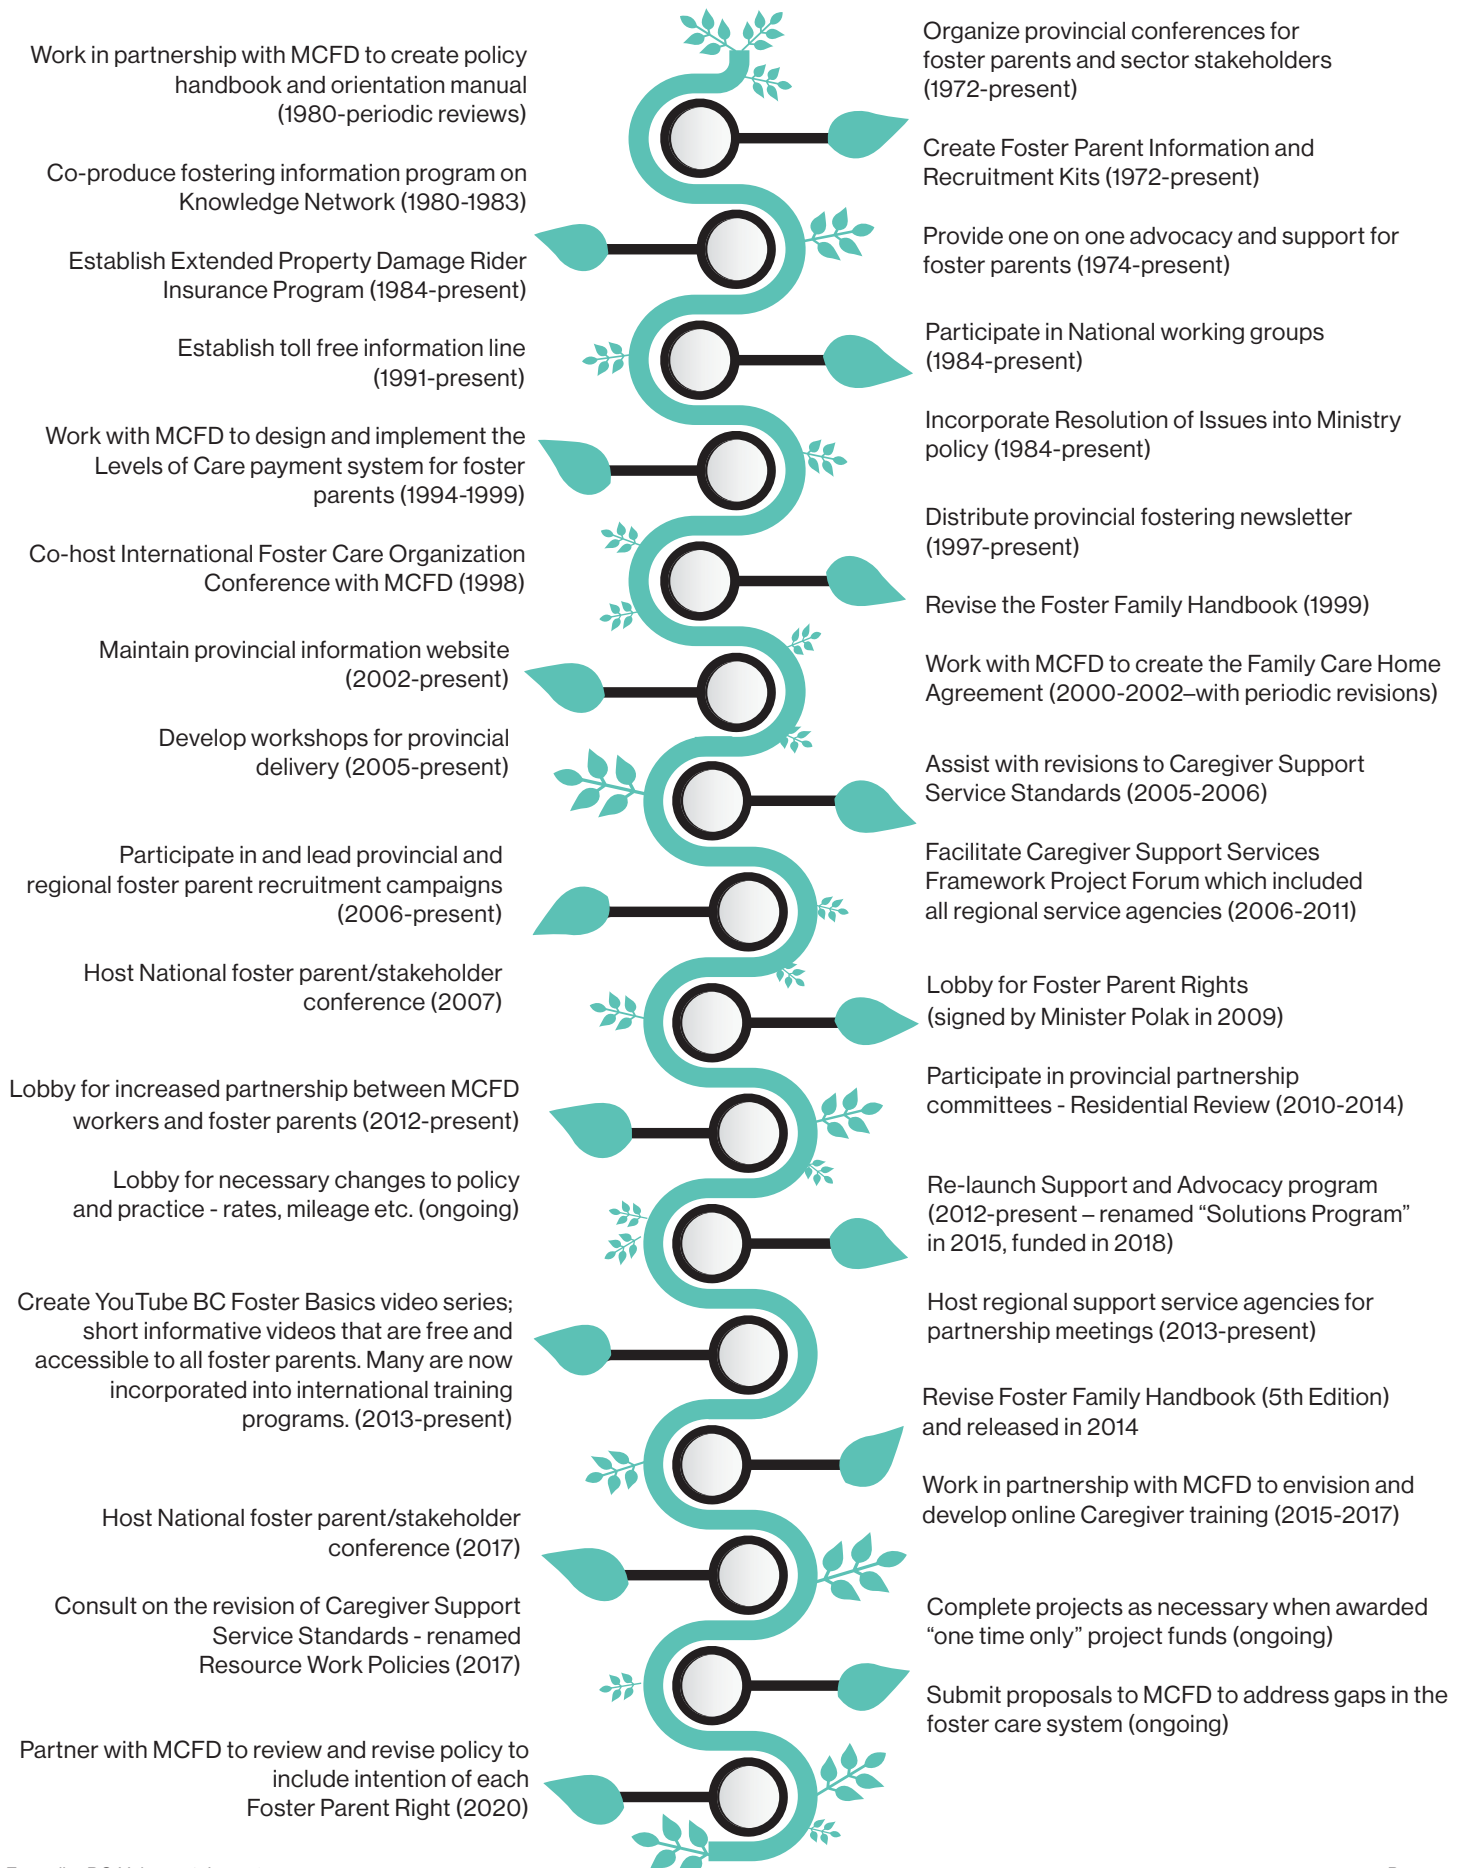 Work in partnership with MCFD to create policy
handbook and orientation manual
(1980-periodic reviews)
Co-produce fostering information program on
Knowledge Network (1980-1983)
Establish Extended Property Damage Rider
Insurance Program (1984-present)
Establish toll free information line
(1991-present)
Work with MCFD to design and implement the
Levels of Care payment system for foster
parents (1994-1999)
Co-host International Foster Care Organization
Conference with MCFD (1998)
Maintain provincial information website
(2002-present)
Develop workshops for provincial
delivery (2005-present)
Participate in and lead provincial and
regional foster parent recruitment campaigns
(2006-present)
Host National foster parent/stakeholder
conference (2007)
Lobby for increased partnership between MCFD
workers and foster parents (2012-present)
Lobby for necessary changes to policy
and practice - rates, mileage etc. (ongoing)
Create YouTube BC Foster Basics video series;
short informative videos that are free and
accessible to all foster parents. Many are now
incorporated into international training
programs. (2013-present)
Host National foster parent/stakeholder
conference (2017)
Consult on the revision of Caregiver Support
Service Standards - renamed
Resource Work Policies (2017)
Partner with MCFD to review and revise policy to
include intention of each
Foster Parent Right (2020)
Organize provincial conferences for
foster parents and sector stakeholders
(1972-present)
Create Foster Parent Information and
Recruitment Kits (1972-present)
Provide one on one advocacy and support for
foster parents (1974-present)
Participate in National working groups
(1984-present)
Incorporate Resolution of Issues into Ministry
policy (1984-present)
Distribute provincial fostering newsletter
(1997-present)
Revise the Foster Family Handbook (1999)
Work with MCFD to create the Family Care Home
Agreement (2000-2002–with periodic revisions)
Assist with revisions to Caregiver Support
Service Standards (2005-2006)
Facilitate Caregiver Support Services
Framework Project Forum which included
all regional service agencies (2006-2011)
Lobby for Foster Parent Rights
(signed by Minister Polak in 2009)
Participate in provincial partnership
committees - Residential Review (2010-2014)
Re-launch Support and Advocacy program
(2012-present – renamed “Solutions Program”
in 2015, funded in 2018)
Host regional support service agencies for
partnership meetings (2013-present)
Revise Foster Family Handbook (5th Edition)
and released in 2014
Work in partnership with MCFD to envision and
develop online Caregiver training (2015-2017)
Complete projects as necessary when awarded
“one time only” project funds (ongoing)
Submit proposals to MCFD to address gaps in the
foster care system (ongoing)